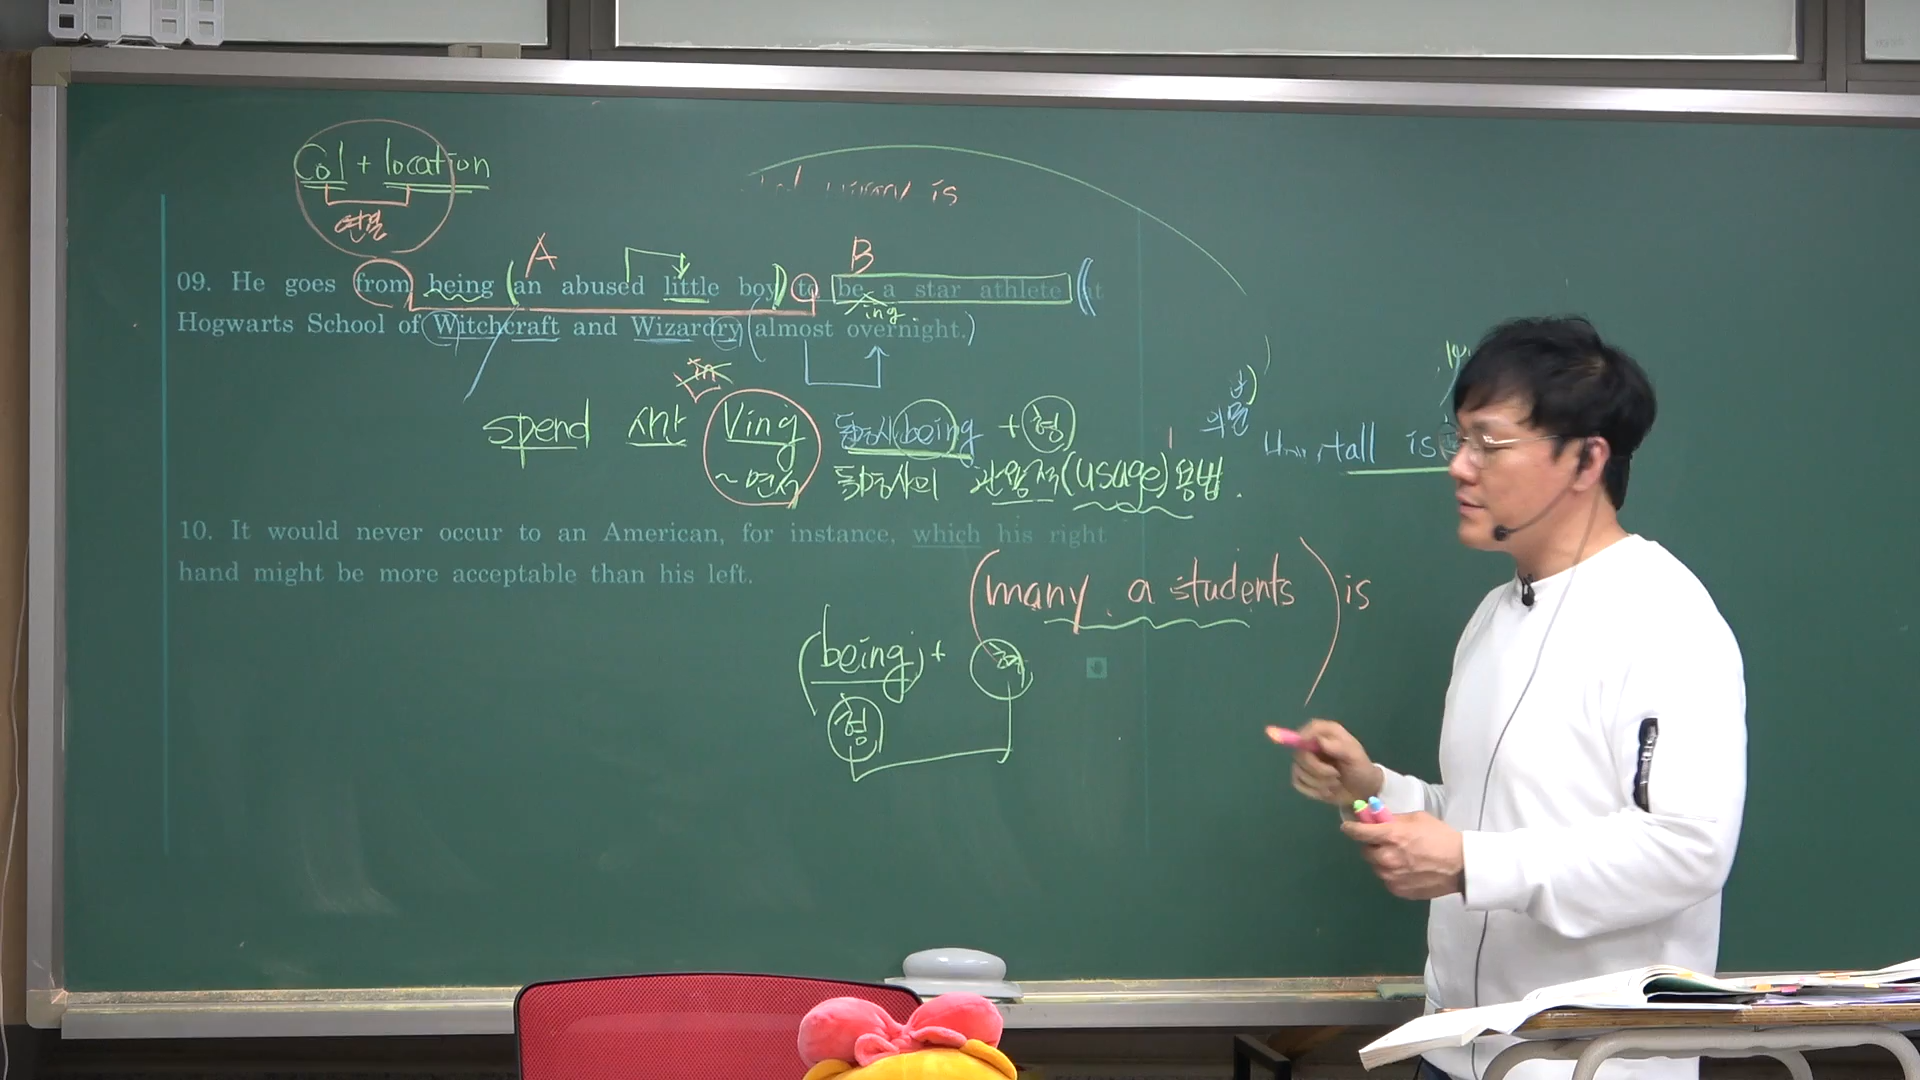 Col + location
연결
is
A
B
09. He goes from being (an abused little boy) to be a star athlete (at
ing
Hogwarts School of Witchcraft and Wizardry (almost overnight.)
in
spend 시간 Ving 동명사 being + 형
~면서 동명사의 관용적 (usage) 용법.
tall is
10. It would never occur to an American, for instance, which his right
hand might be more acceptable than his left.
(many a students) is
(being) +
형